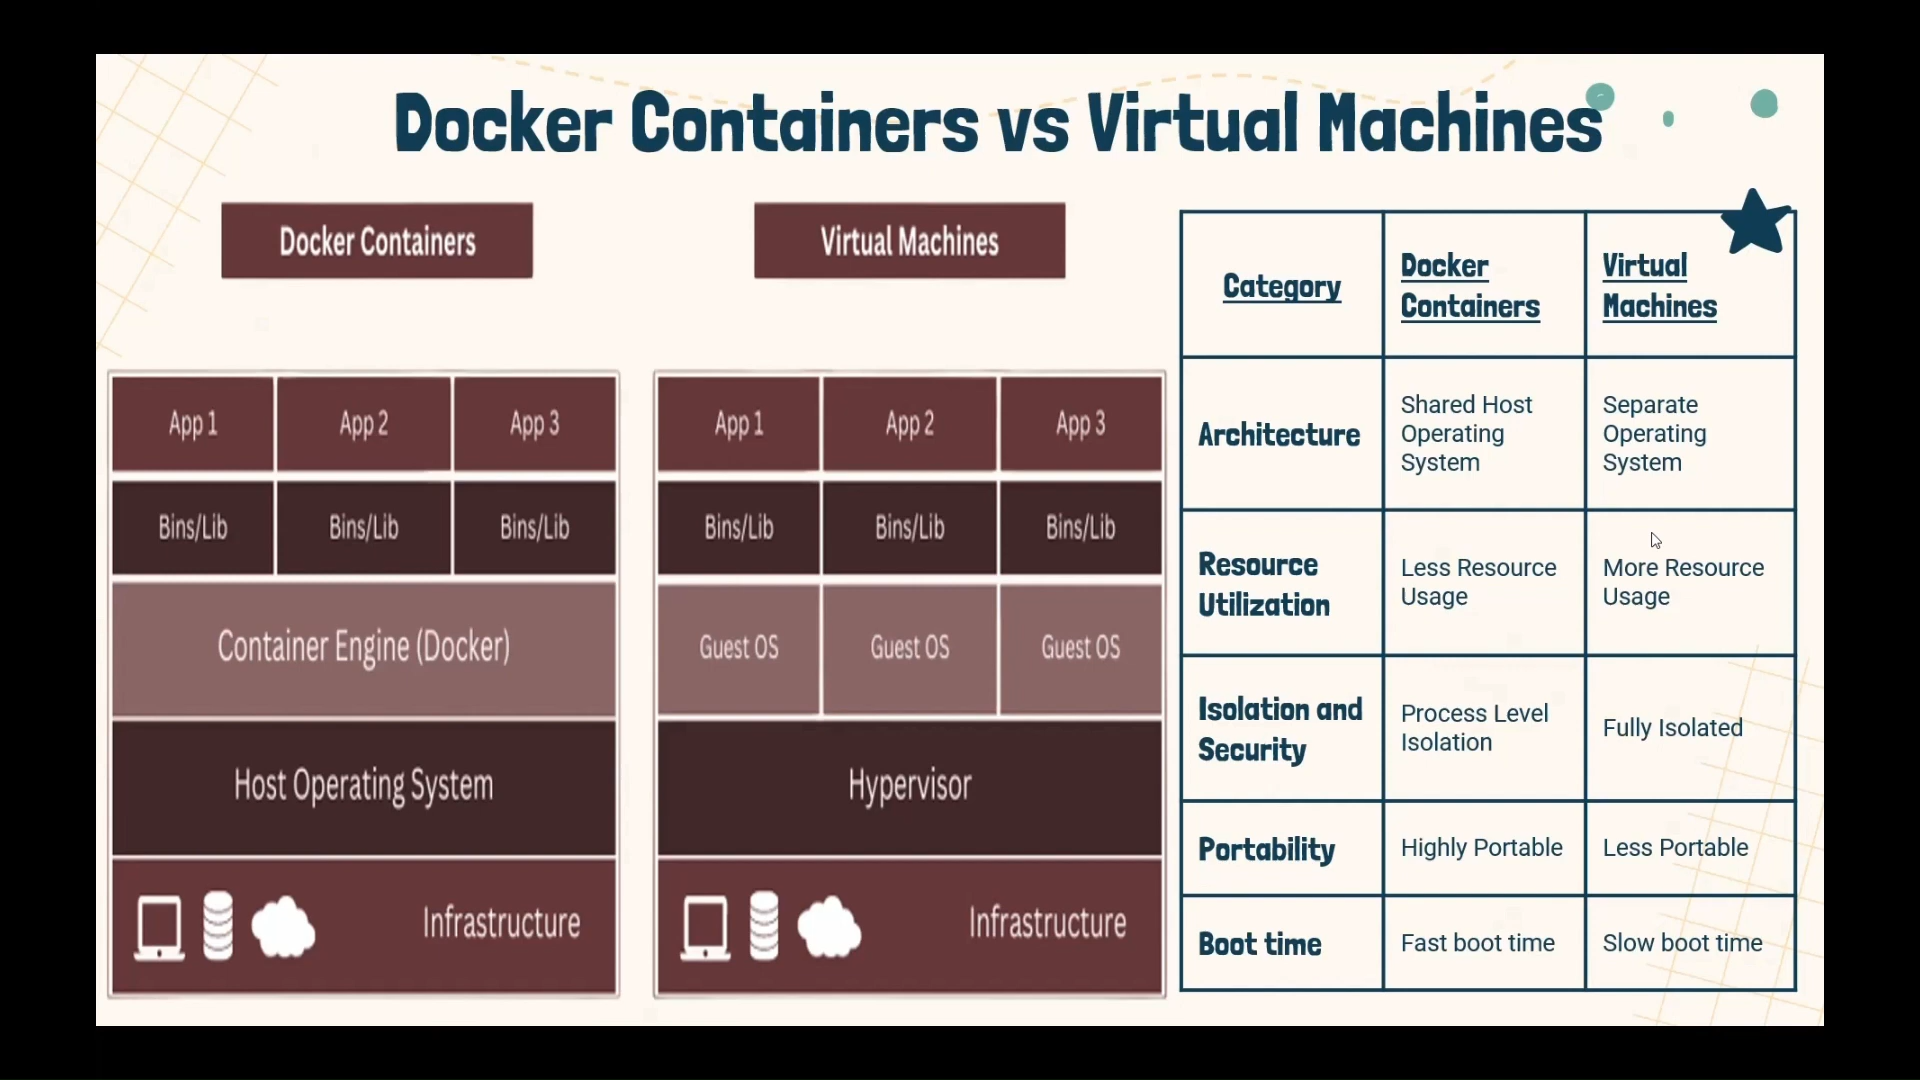 Docker Containers vs Virtual Machines
Docker Containers
App 1
App 2
App 3
Bins/Lib
Bins/Lib
Bins/Lib
Container Engine (Docker)
Host Operating System
Infrastructure
Virtual Machines
App 1
App 2
App 3
Bins/Lib
Bins/Lib
Bins/Lib
Guest OS
Guest OS
Guest OS
Hypervisor
Infrastructure
Category
Docker
Containers
Virtual
Machines
Architecture
Shared Host
Operating
System
Separate
Operating
System
Resource
Utilization
Less Resource
Usage
More Resource
Usage
Isolation and
Security
Process Level
Isolation
Fully Isolated
Portability
Highly Portable
Less Portable
Boot time
Fast boot time
Slow boot time